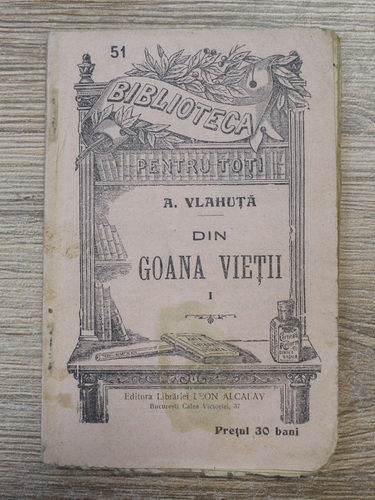 51
BIBLIOTECA
PENTRU TOȚI
A. VLAHUȚĂ
DIN
GOANA VIEȚII
I
Editura Librăriei LEON ALCALAY
București Calea Victoriei, 37
Prețul 30 bani